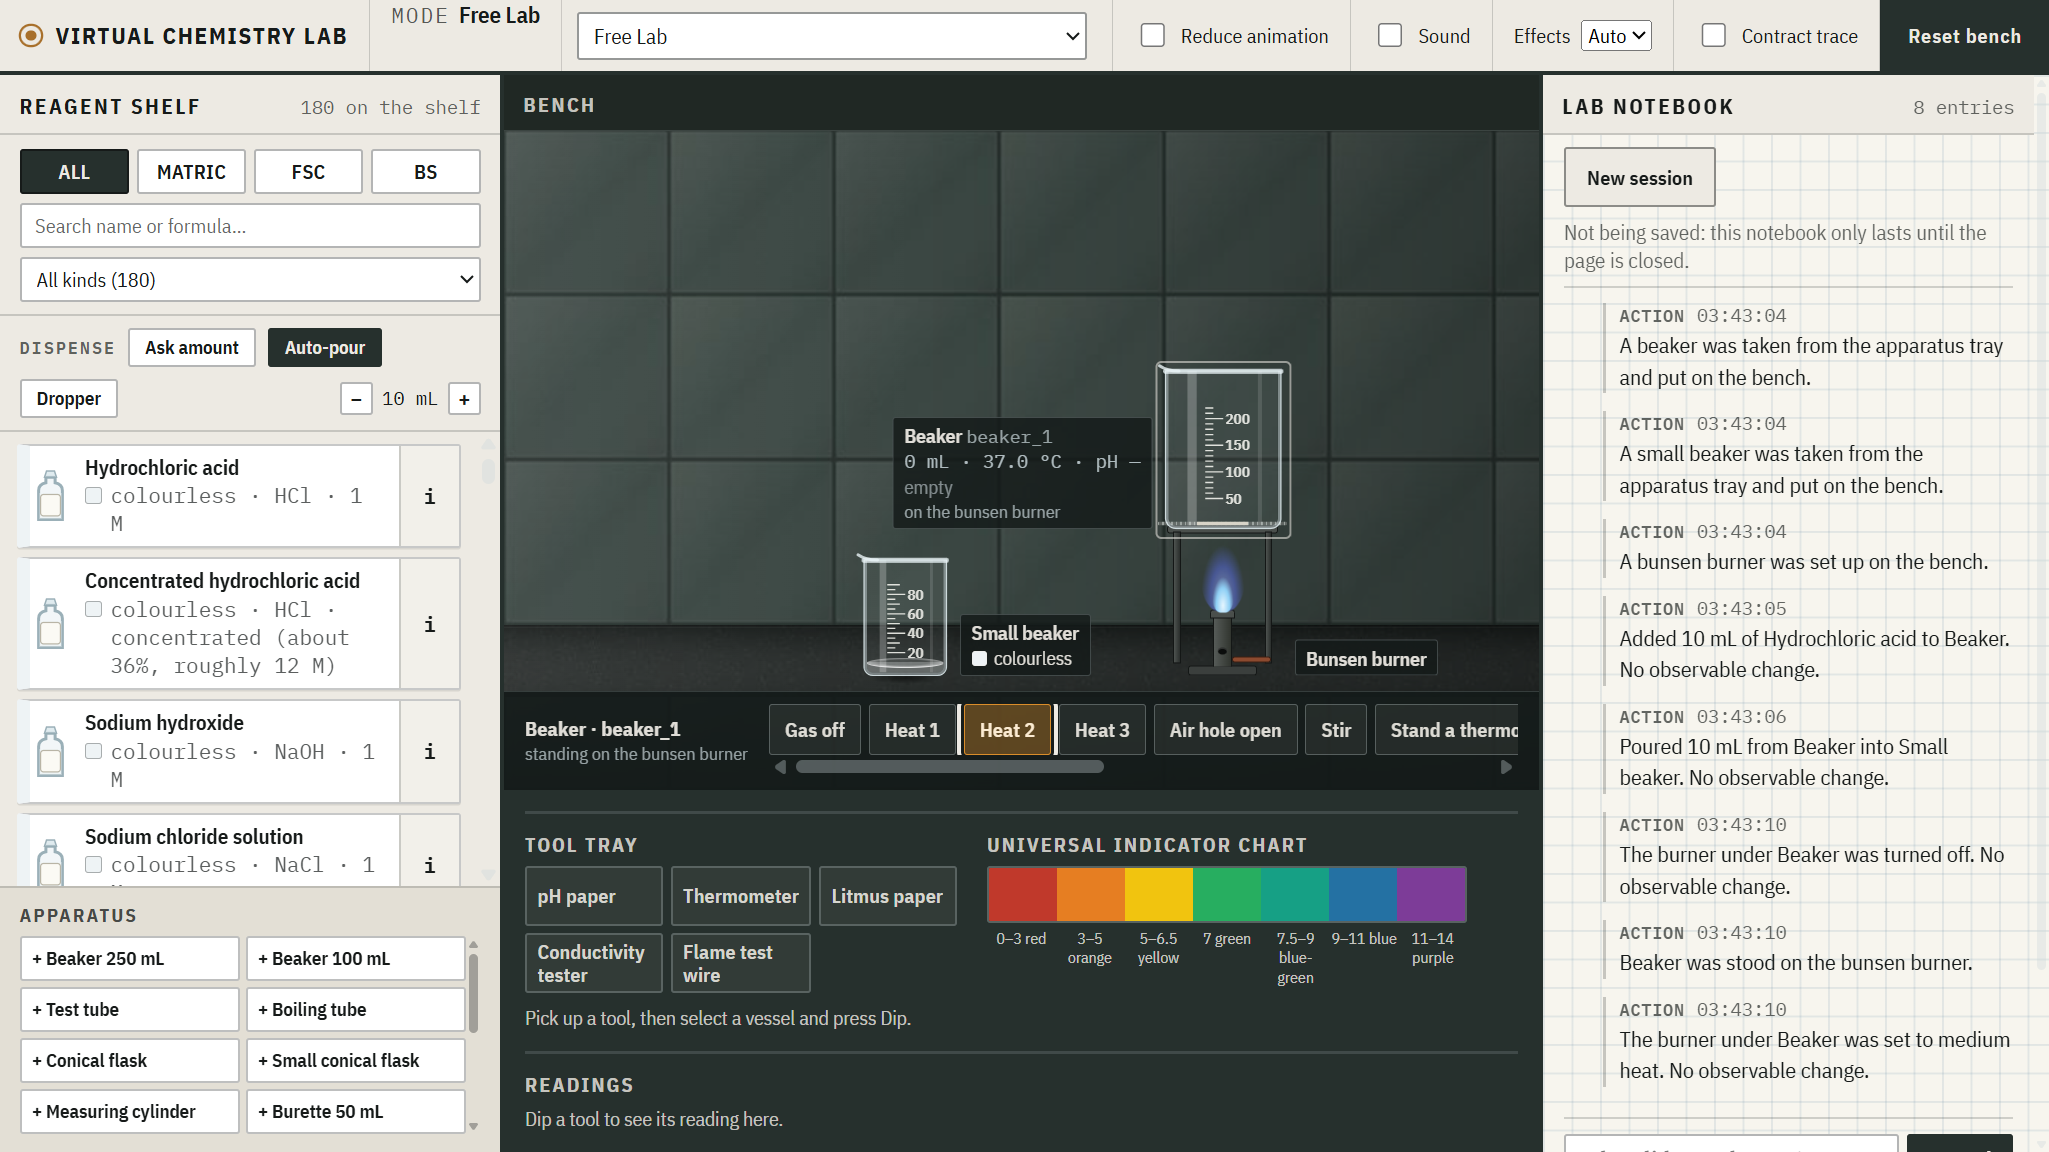 VIRTUAL CHEMISTRY LAB
MODE Free Lab
Free Lab
Reduce animation
Sound
Effects Auto
Contract trace
Reset bench
REAGENT SHELF
180 on the shelf
ALL
MATRIC
FSC
BS
Search name or formula...
All kinds (180)
DISPENSE
Ask amount
Auto-pour
Dropper
− 10 mL +
Hydrochloric acid
colourless · HCl · 1
M
i
Concentrated hydrochloric acid
colourless · HCl ·
concentrated (about
36%, roughly 12 M)
i
Sodium hydroxide
colourless · NaOH · 1
M
i
Sodium chloride solution
colourless · NaCl · 1
i
APPARATUS
+ Beaker 250 mL
+ Beaker 100 mL
+ Test tube
+ Boiling tube
+ Conical flask
+ Small conical flask
+ Measuring cylinder
+ Burette 50 mL
BENCH
200
150
100
50
Beaker beaker_1
0 mL · 37.0 °C · pH —
empty
on the bunsen burner
80
60
40
20
Small beaker
colourless
Bunsen burner
Beaker · beaker_1
standing on the bunsen burner
Gas off
Heat 1
Heat 2
Heat 3
Air hole open
Stir
Stand a thermo
TOOL TRAY
pH paper
Thermometer
Litmus paper
Conductivity
tester
Flame test
wire
Pick up a tool, then select a vessel and press Dip.
UNIVERSAL INDICATOR CHART
0–3 red
3–5
orange
5–6.5
yellow
7 green
7.5–9
blue-
green
9–11 blue
11–14
purple
READINGS
Dip a tool to see its reading here.
LAB NOTEBOOK
8 entries
New session
Not being saved: this notebook only lasts until the
page is closed.
ACTION 03:43:04
A beaker was taken from the apparatus tray
and put on the bench.
ACTION 03:43:04
A small beaker was taken from the
apparatus tray and put on the bench.
ACTION 03:43:04
A bunsen burner was set up on the bench.
ACTION 03:43:05
Added 10 mL of Hydrochloric acid to Beaker.
No observable change.
ACTION 03:43:06
Poured 10 mL from Beaker into Small
beaker. No observable change.
ACTION 03:43:10
The burner under Beaker was turned off. No
observable change.
ACTION 03:43:10
Beaker was stood on the bunsen burner.
ACTION 03:43:10
The burner under Beaker was set to medium
heat. No observable change.